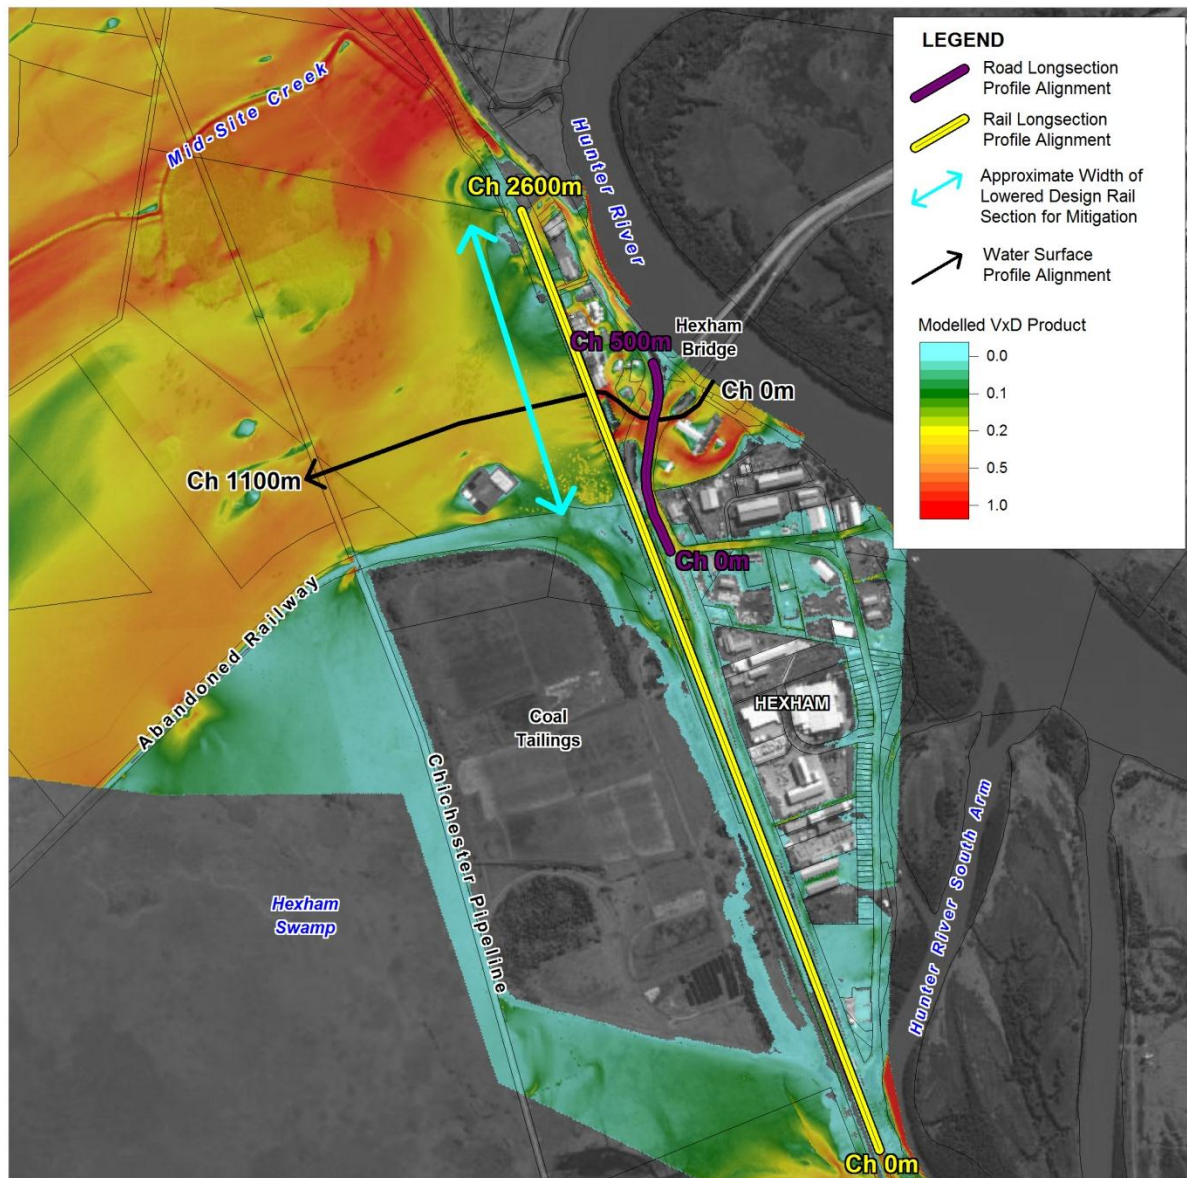 LEGEND
Road Longsection
Profile Alignment
Rail Longsection
Profile Alignment
Approximate Width of
Lowered Design Rail
Section for Mitigation
Water Surface
Profile Alignment
Modelled VxD Product
0.0
0.1
0.2
0.5
1.0
Mid-Site Creek
Hunter River
Ch 2600m
Ch 500m
Hexham
Bridge
Ch 0m
Ch 1100m
Ch 0m
Abandoned Railway
Coal
Tailings
HEXHAM
Chichester Pipeline
Hexham
Swamp
Hunter River South Arm
Ch 0m